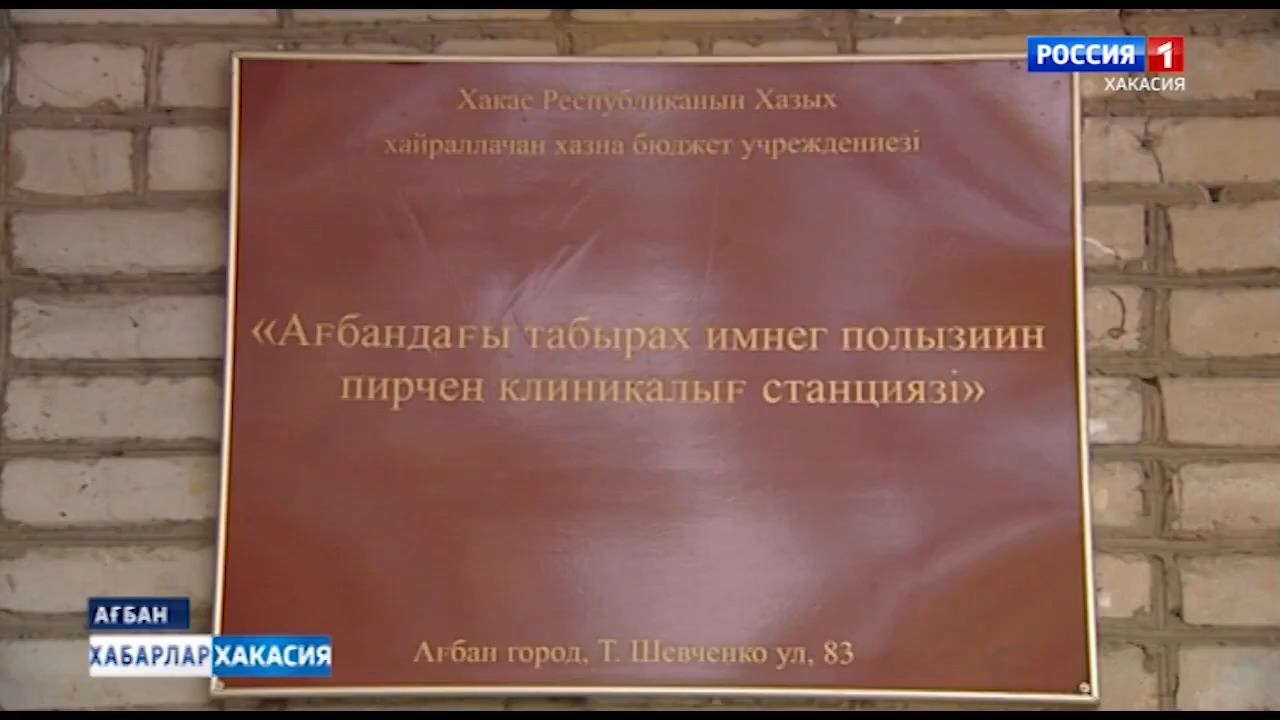 РОССИЯ 1
ХАКАСИЯ
Хакас Республиканын Хазых
хайраллачан хазна бюджет учреждениезі
«Ағбандағы табырах имнег полызиин
пирчен клиникалығ станциязі»
Ағбан город, Т. Шевченко ул, 83
АҒБАН
ХАБАРЛАР ХАКАСИЯ